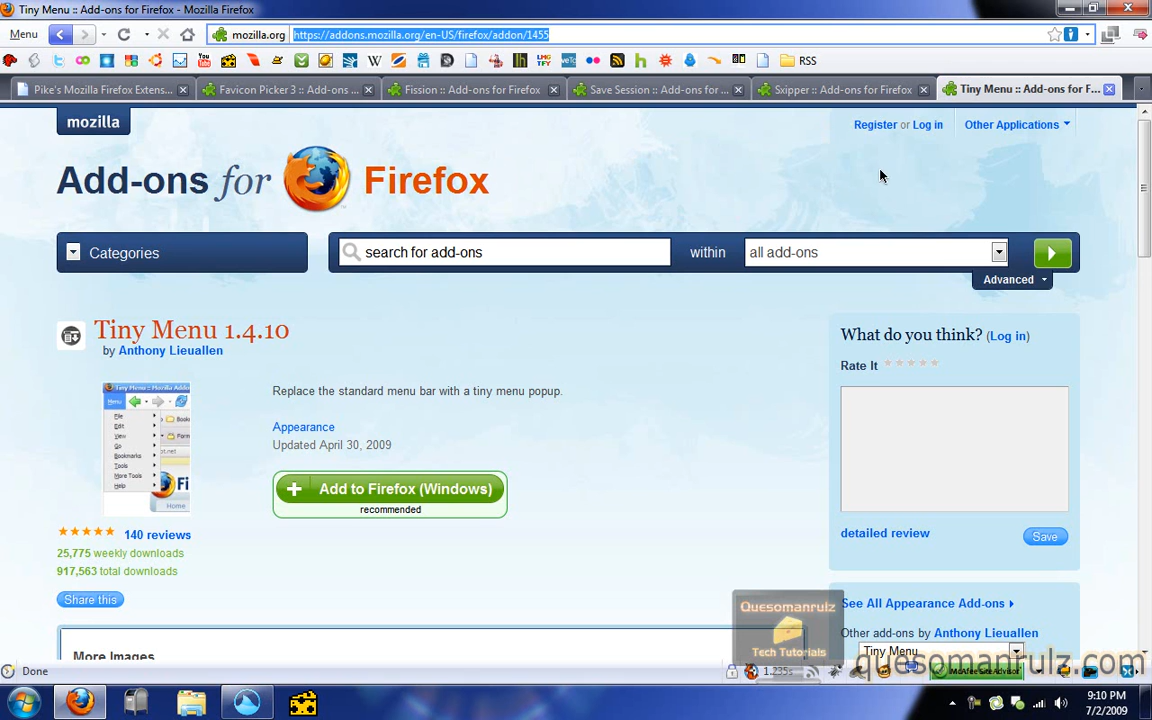 Tiny Menu :: Add-ons for Firefox - Mozilla Firefox
Menu
mozilla.org
https://addons.mozilla.org/en-US/firefox/addon/1455
RSS
Pike's Mozilla Firefox Exten...
Favicon Picker 3 :: Add-ons ...
Fission :: Add-ons for Firefox
Save Session :: Add-ons for ...
Sxipper :: Add-ons for Firefox
Tiny Menu :: Add-ons for F...
mozilla
Register or Log in
Other Applications
Add-ons for Firefox
Categories
search for add-ons
within
all add-ons
Advanced
Tiny Menu 1.4.10
by Anthony Lieuallen
What do you think? (Log in)
Rate It
Replace the standard menu bar with a tiny menu popup.
Appearance
Updated April 30, 2009
Add to Firefox (Windows)
recommended
140 reviews
25,775 weekly downloads
917,563 total downloads
Share this
detailed review
Save
See All Appearance Add-ons
Other add-ons by Anthony Lieuallen
Tiny Menu
More Images
Quesomanrulz
Tech Tutorials
quesomanrulz.com
Done
1.235s
McAfee SiteAdvisor
9:10 PM
7/2/2009